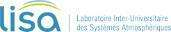 lisa
Laboratoire Inter-Universitaire
des Systèmes Atmosphériques